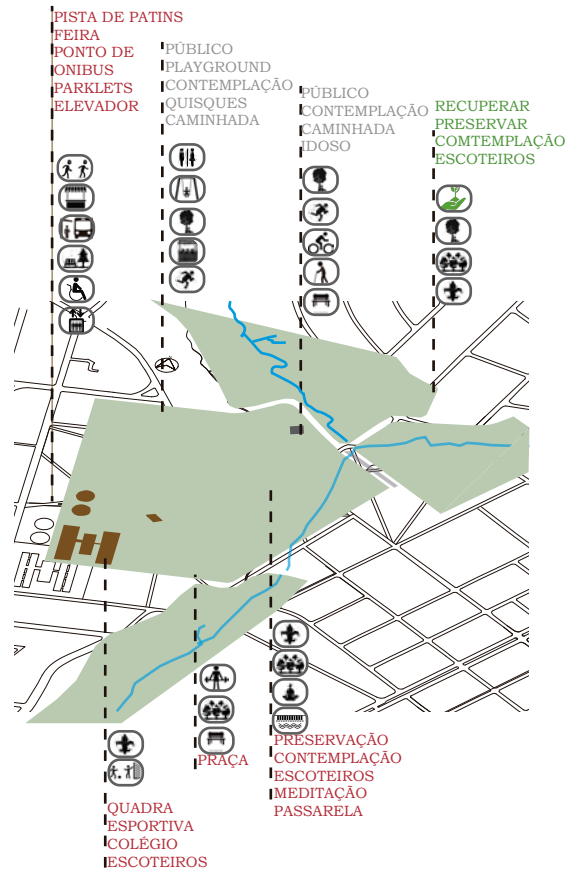 PISTA DE PATINS
FEIRA
PONTO DE
ONIBUS
PARKLETS
ELEVADOR
PÚBLICO
PLAYGROUND
CONTEMPLAÇÃO
QUISQUES
CAMINHADA
PÚBLICO
CONTEMPLAÇÃO
CAMINHADA
IDOSO
RECUPERAR
PRESERVAR
COMTEMPLAÇÃO
ESCOTEIROS
PRAÇA
PRESERVAÇÃO
CONTEMPLAÇÃO
ESCOTEIROS
MEDITAÇÃO
PASSARELA
QUADRA
ESPORTIVA
COLÉGIO
ESCOTEIROS